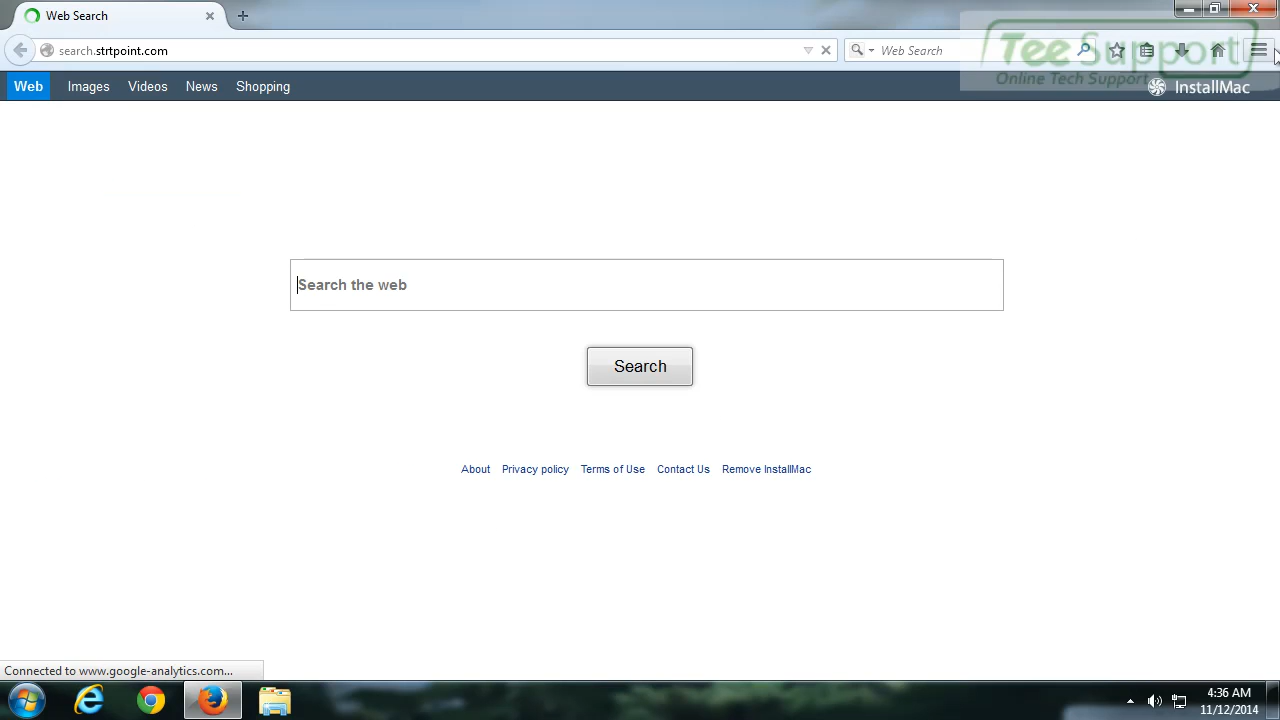 Web Search
search.strtpoint.com
Web Search
Tee Support
Online Tech Support
Web Images Videos News Shopping
InstallMac
Search the web
Search
About Privacy policy Terms of Use Contact Us Remove InstallMac
Connected to www.google-analytics.com...
4:36 AM
11/12/2014